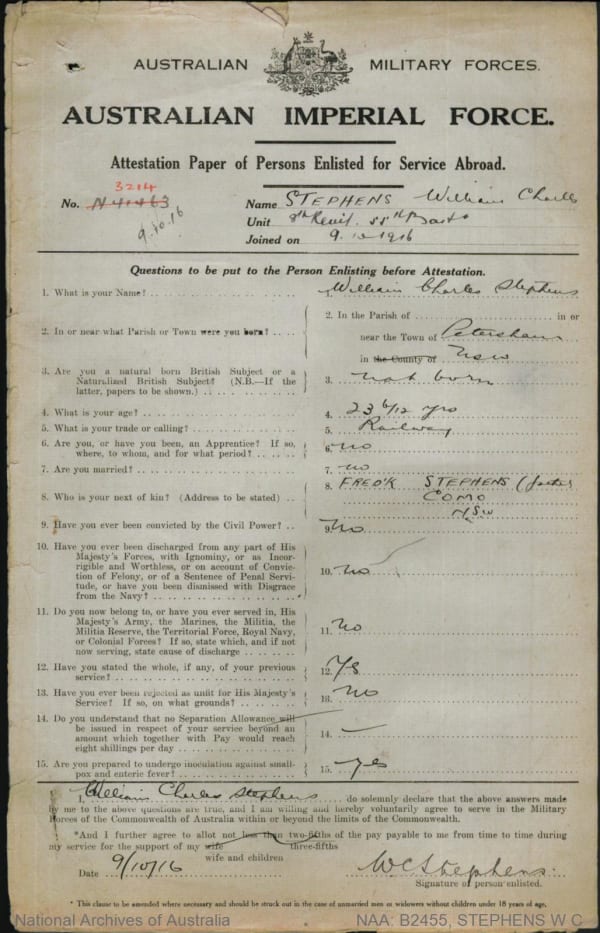 AUSTRALIAN MILITARY FORCES.
AUSTRALIAN IMPERIAL FORCE.
Attestation Paper of Persons Enlisted for Service Abroad.
3214
No. N41463
9.10.16
Name STEPHENS William Charles
Unit 8th Reinf. 55th Batt
Joined on 9.10.1916
Questions to be put to the Person Enlisting before Attestation.
1. What is your Name? 1. William Charles Stephens
2. In or near what Parish or Town were you born? 2. In the Parish of in or
near the Town of Petersham
in the County of NSW
3. Are you a natural born British Subject or a
Naturalized British Subject? (N.B.—If the
latter, papers to be shown.) 3. Nat born
4. What is your age? 4. 23 6/12 yrs
5. What is your trade or calling? 5. Railway
6. Are you, or have you been, an Apprentice? If so,
where, to whom, and for what period? 6. No
7. Are you married? 7. No
8. Who is your next of kin? (Address to be stated) 8. FRED'K STEPHENS (father
COMO
NSW
9. Have you ever been convicted by the Civil Power? 9. No
10. Have you ever been discharged from any part of His
Majesty's Forces, with Ignominy, or as Incor-
rigible and Worthless, or on account of Convic-
tion of Felony, or of a Sentence of Penal Servi-
tude, or have you been dismissed with Disgrace
from the Navy? 10. No
11. Do you now belong to, or have you ever served in, His
Majesty's Army, the Marines, the Militia, the
Militia Reserve, the Territorial Force, Royal Navy,
or Colonial Forces? If so, state which, and if not
now serving, state cause of discharge 11. No
12. Have you stated the whole, if any, of your previous
service? 12. Yes
13. Have you ever been rejected as unfit for His Majesty's
Service? If so, on what grounds? 13. No
14. Do you understand that no Separation Allowance will
be issued in respect of your service beyond an
amount which together with Pay would reach
eight shillings per day 14. —
15. Are you prepared to undergo inoculation against small-
pox and enteric fever? 15. Yes
I, William Charles Stephens do solemnly declare that the above answers made
by me to the above questions are true, and I am willing and hereby voluntarily agree to serve in the Military
Forces of the Commonwealth of Australia within or beyond the limits of the Commonwealth.
*And I further agree to allot not less than two-fifths of the pay payable to me from time to time during
my service for the support of my wife three-fifths
wife and children
Date 9/10/16 WCStephens.
Signature of person enlisted.
* This clause to be amended where necessary and should be struck out in the case of unmarried men or widowers without children under 18 years of age.
National Archives of Australia NAA: B2455, STEPHENS W C